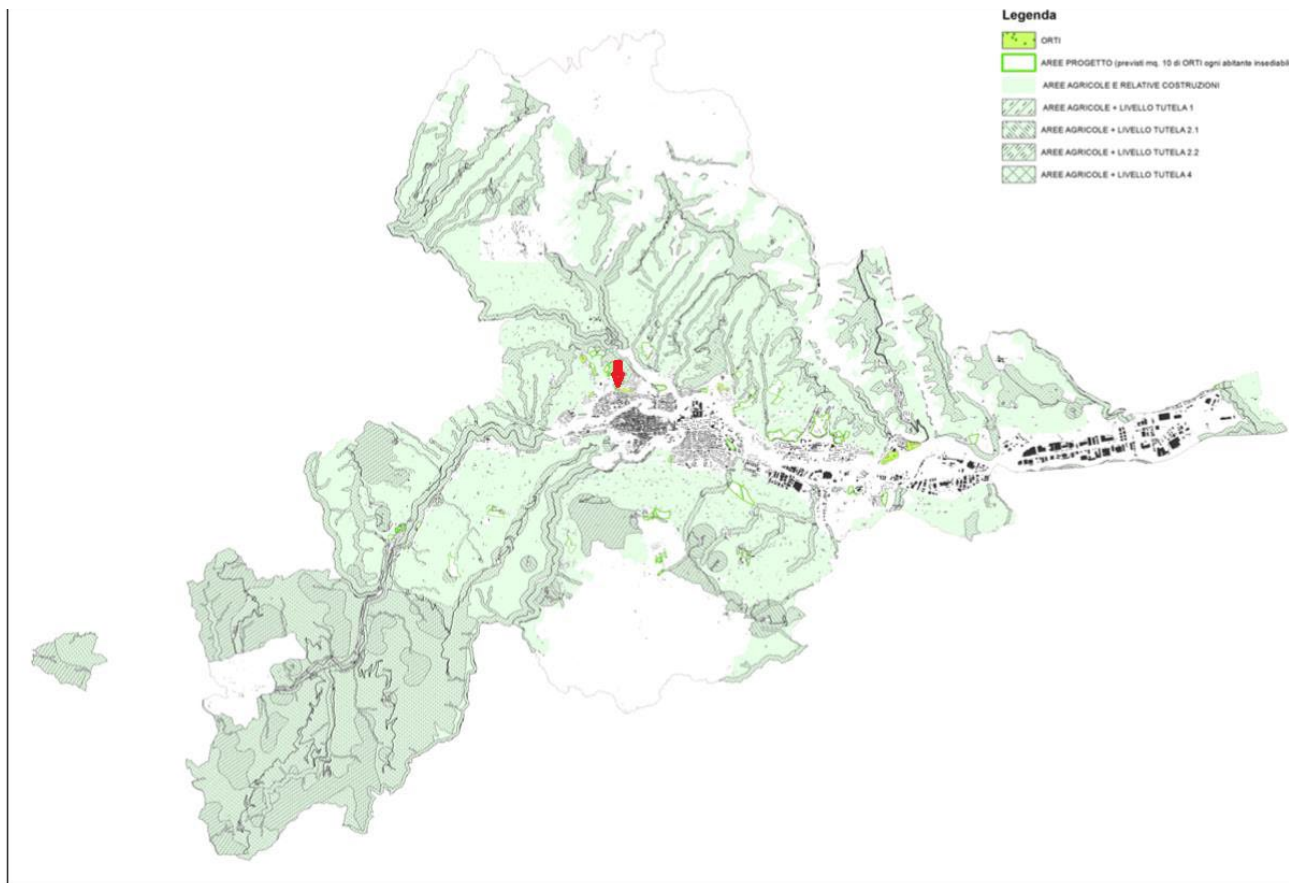 Legenda
ORTI
AREE PROGETTO (previsti mq. 10 di ORTI ogni abitante insediabil
AREE AGRICOLE E RELATIVE COSTRUZIONI
AREE AGRICOLE + LIVELLO TUTELA 1
AREE AGRICOLE + LIVELLO TUTELA 2.1
AREE AGRICOLE + LIVELLO TUTELA 2.2
AREE AGRICOLE + LIVELLO TUTELA 4